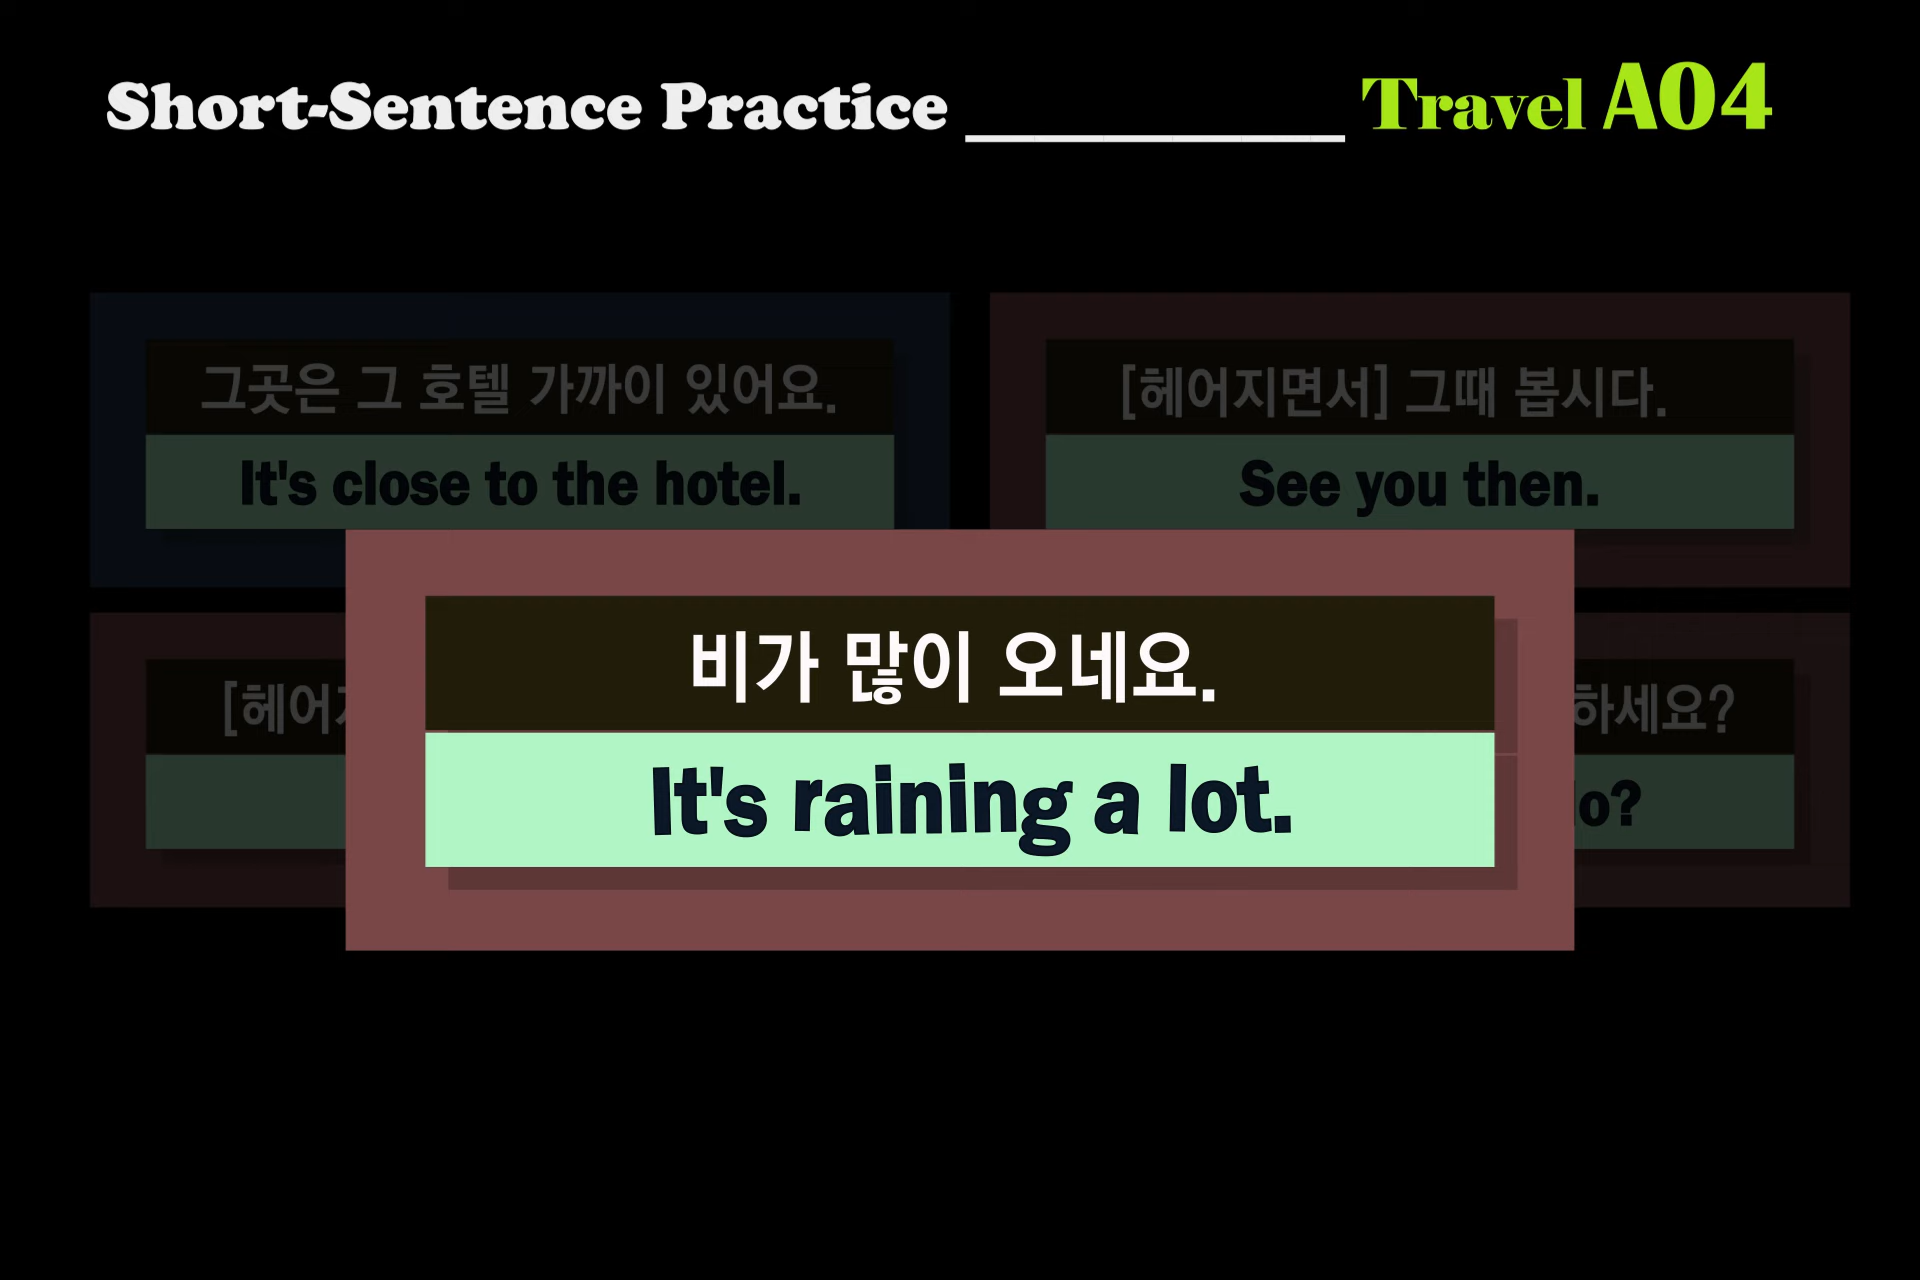 Short-Sentence Practice ___________ Travel A04
그곳은 그 호텔 가까이 있어요.
It's close to the hotel.
[헤어지면서] 그때 봅시다.
See you then.
비가 많이 오네요.
It's raining a lot.
하세요?